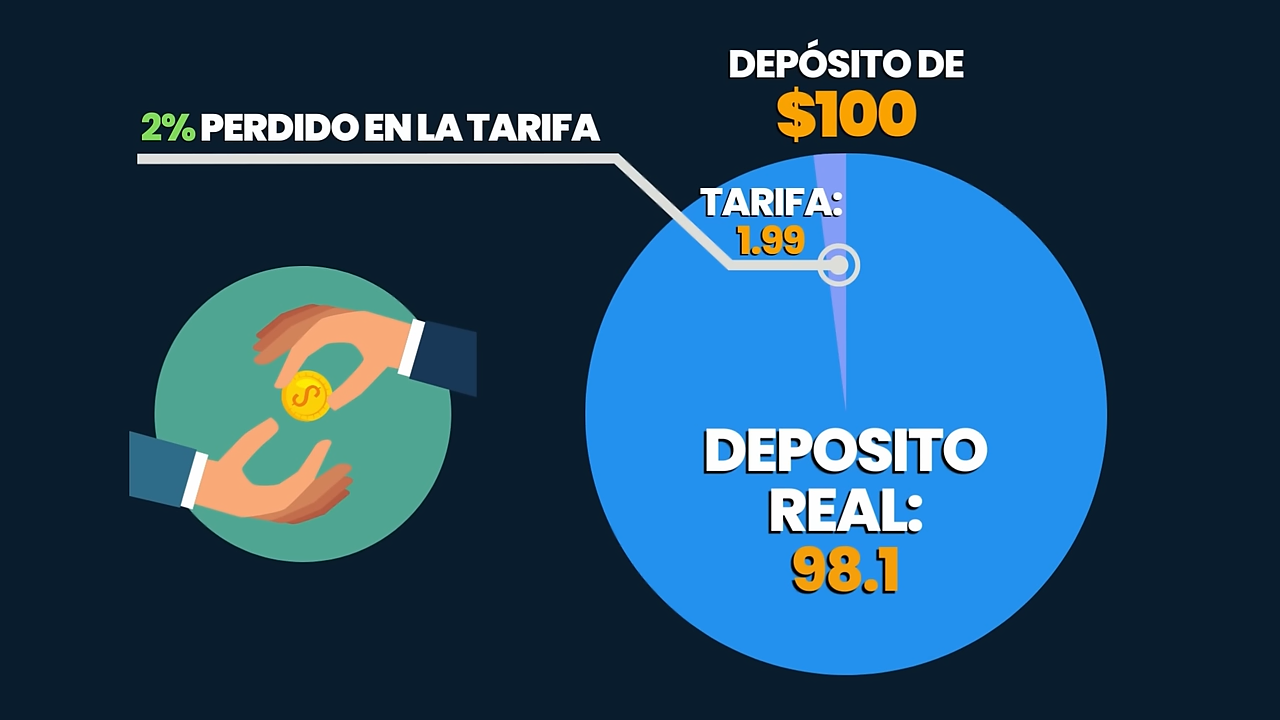 DEPÓSITO DE
$100
2% PERDIDO EN LA TARIFA
TARIFA:
1.99
DEPOSITO
REAL:
98.1